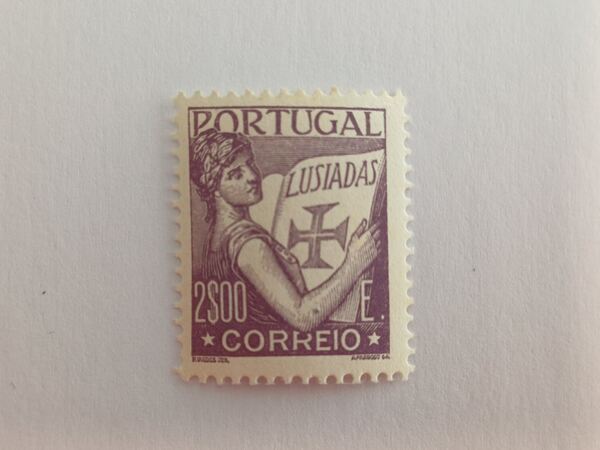 PORTUGAL
LUSIADAS
2$00 E.
★ CORREIO ★